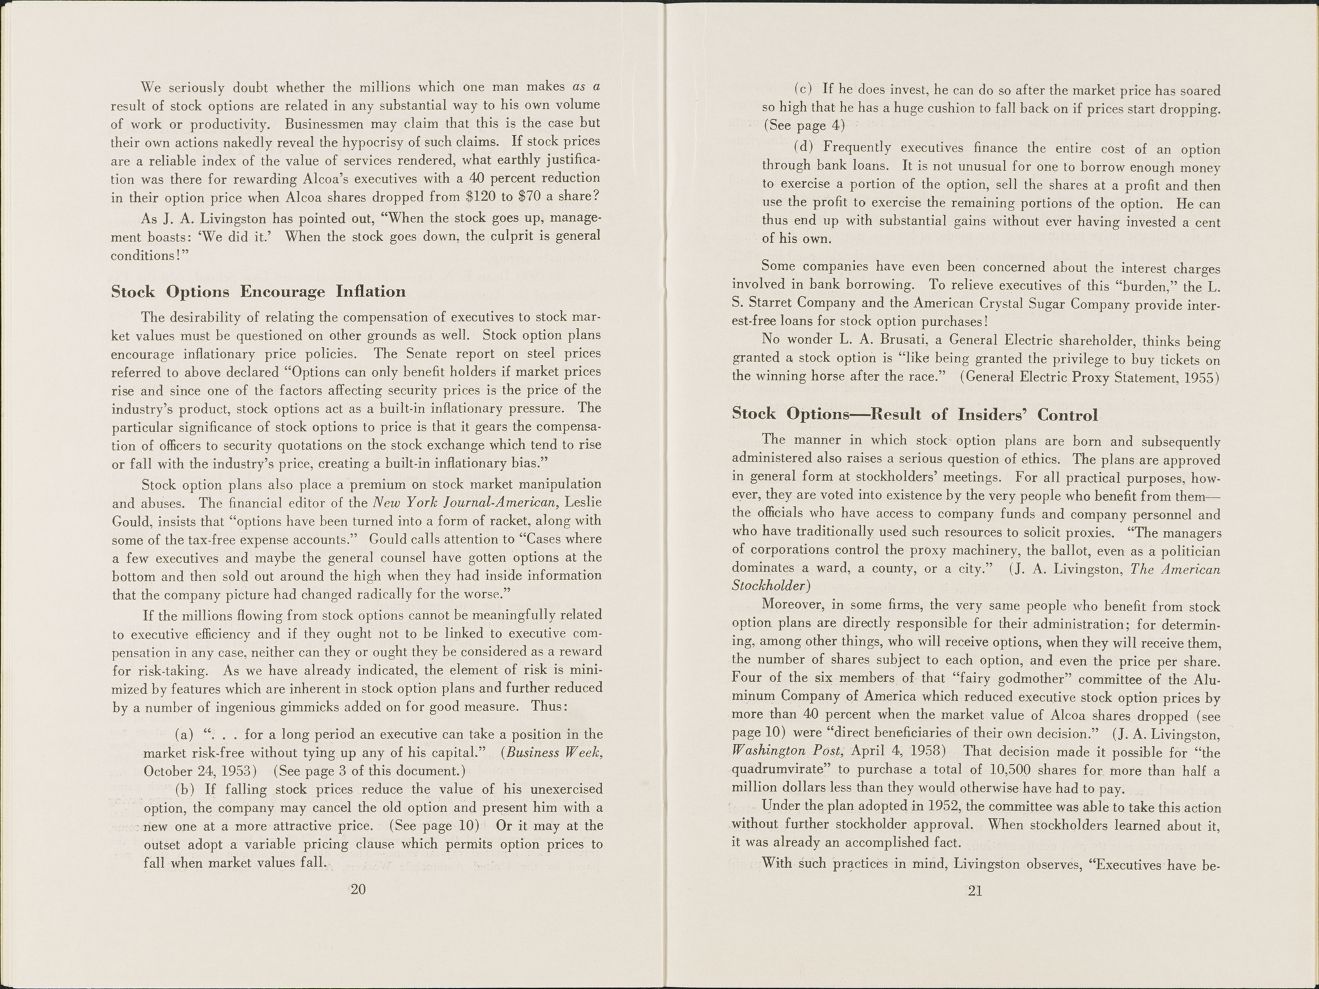 We seriously doubt whether the millions which one man makes as a
result of stock options are related in any substantial way to his own volume
of work or productivity. Businessmen may claim that this is the case but
their own actions nakedly reveal the hypocrisy of such claims. If stock prices
are a reliable index of the value of services rendered, what earthly justifica-
tion was there for rewarding Alcoa's executives with a 40 percent reduction
in their option price when Alcoa shares dropped from $120 to $70 a share?
As J. A. Livingston has pointed out, “When the stock goes up, manage-
ment boasts: ‘We did it.’ When the stock goes down, the culprit is general
conditions!”
Stock Options Encourage Inflation
The desirability of relating the compensation of executives to stock mar-
ket values must be questioned on other grounds as well. Stock option plans
encourage inflationary price policies. The Senate report on steel prices
referred to above declared “Options can only benefit holders if market prices
rise and since one of the factors affecting security prices is the price of the
industry's product, stock options act as a built-in inflationary pressure. The
particular significance of stock options to price is that it gears the compensa-
tion of officers to security quotations on the stock exchange which tend to rise
or fall with the industry's price, creating a built-in inflationary bias.”
Stock option plans also place a premium on stock market manipulation
and abuses. The financial editor of the New York Journal-American, Leslie
Gould, insists that “options have been turned into a form of racket, along with
some of the tax-free expense accounts.” Gould calls attention to “Cases where
a few executives and maybe the general counsel have gotten options at the
bottom and then sold out around the high when they had inside information
that the company picture had changed radically for the worse.”
If the millions flowing from stock options cannot be meaningfully related
to executive efficiency and if they ought not to be linked to executive com-
pensation in any case, neither can they or ought they be considered as a reward
for risk-taking. As we have already indicated, the element of risk is mini-
mized by features which are inherent in stock option plans and further reduced
by a number of ingenious gimmicks added on for good measure. Thus:
(a) “. . . for a long period an executive can take a position in the
market risk-free without tying up any of his capital.” (Business Week,
October 24, 1953) (See page 3 of this document.)
(b) If falling stock prices reduce the value of his unexercised
option, the company may cancel the old option and present him with a
new one at a more attractive price. (See page 10) Or it may at the
outset adopt a variable pricing clause which permits option prices to
fall when market values fall.
20
(c) If he does invest, he can do so after the market price has soared
so high that he has a huge cushion to fall back on if prices start dropping.
(See page 4)
(d) Frequently executives finance the entire cost of an option
through bank loans. It is not unusual for one to borrow enough money
to exercise a portion of the option, sell the shares at a profit and then
use the profit to exercise the remaining portions of the option. He can
thus end up with substantial gains without ever having invested a cent
of his own.
Some companies have even been concerned about the interest charges
involved in bank borrowing. To relieve executives of this “burden,” the L.
S. Starret Company and the American Crystal Sugar Company provide inter-
est-free loans for stock option purchases!
No wonder L. A. Brusati, a General Electric shareholder, thinks being
granted a stock option is “like being granted the privilege to buy tickets on
the winning horse after the race.” (General Electric Proxy Statement, 1955)
Stock Options—Result of Insiders' Control
The manner in which stock option plans are born and subsequently
administered also raises a serious question of ethics. The plans are approved
in general form at stockholders' meetings. For all practical purposes, how-
ever, they are voted into existence by the very people who benefit from them—
the officials who have access to company funds and company personnel and
who have traditionally used such resources to solicit proxies. “The managers
of corporations control the proxy machinery, the ballot, even as a politician
dominates a ward, a county, or a city.” (J. A. Livingston, The American
Stockholder)
Moreover, in some firms, the very same people who benefit from stock
option plans are directly responsible for their administration; for determin-
ing, among other things, who will receive options, when they will receive them,
the number of shares subject to each option, and even the price per share.
Four of the six members of that “fairy godmother” committee of the Alu-
minum Company of America which reduced executive stock option prices by
more than 40 percent when the market value of Alcoa shares dropped (see
page 10) were “direct beneficiaries of their own decision.” (J. A. Livingston,
Washington Post, April 4, 1958) That decision made it possible for “the
quadrumvirate” to purchase a total of 10,500 shares for more than half a
million dollars less than they would otherwise have had to pay.
Under the plan adopted in 1952, the committee was able to take this action
without further stockholder approval. When stockholders learned about it,
it was already an accomplished fact.
With such practices in mind, Livingston observes, “Executives have be-
21